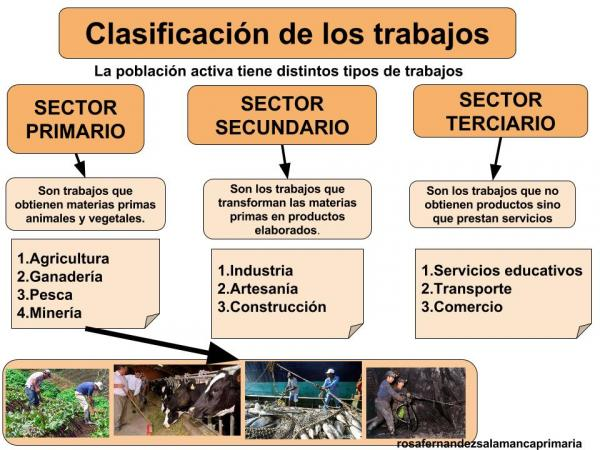 Clasificación de los trabajos
La población activa tiene distintos tipos de trabajos
SECTOR
PRIMARIO
Son trabajos que
obtienen materias primas
animales y vegetales.
1.Agricultura
2.Ganadería
3.Pesca
4.Minería
SECTOR
SECUNDARIO
Son los trabajos que
transforman las materias
primas en productos
elaborados.
1.Industria
2.Artesanía
3.Construcción
SECTOR
TERCIARIO
Son los trabajos que no
obtienen productos sino
que prestan servicios
1.Servicios educativos
2.Transporte
3.Comercio
rosafernandezsalamancaprimaria